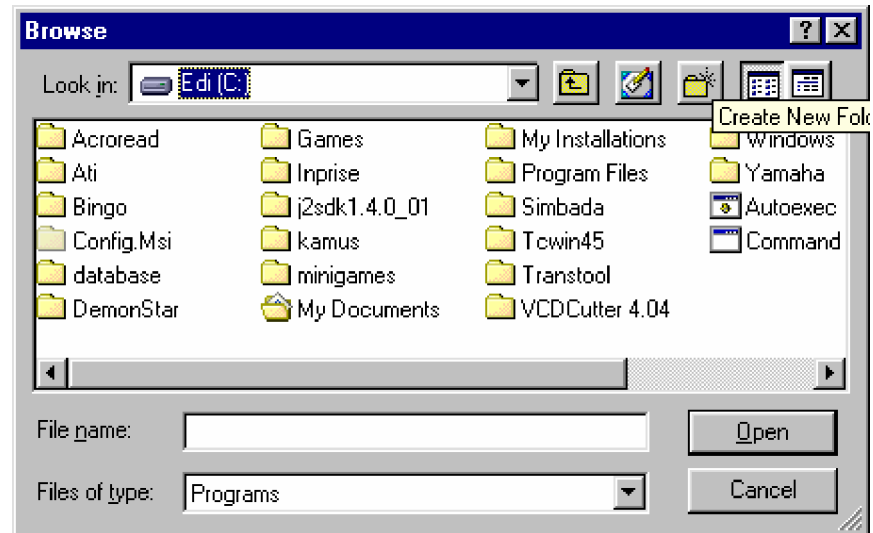 Browse
Look in: Edi (C:)
Create New Fol
Acroread Games My Installations Windows
Ati Inprise Program Files Yamaha
Bingo j2sdk1.4.0_01 Simbada Autoexec
Config.Msi kamus Tcwin45 Command
database minigames Transtool
DemonStar My Documents VCDCutter 4.04
File name: Open
Files of type: Programs Cancel